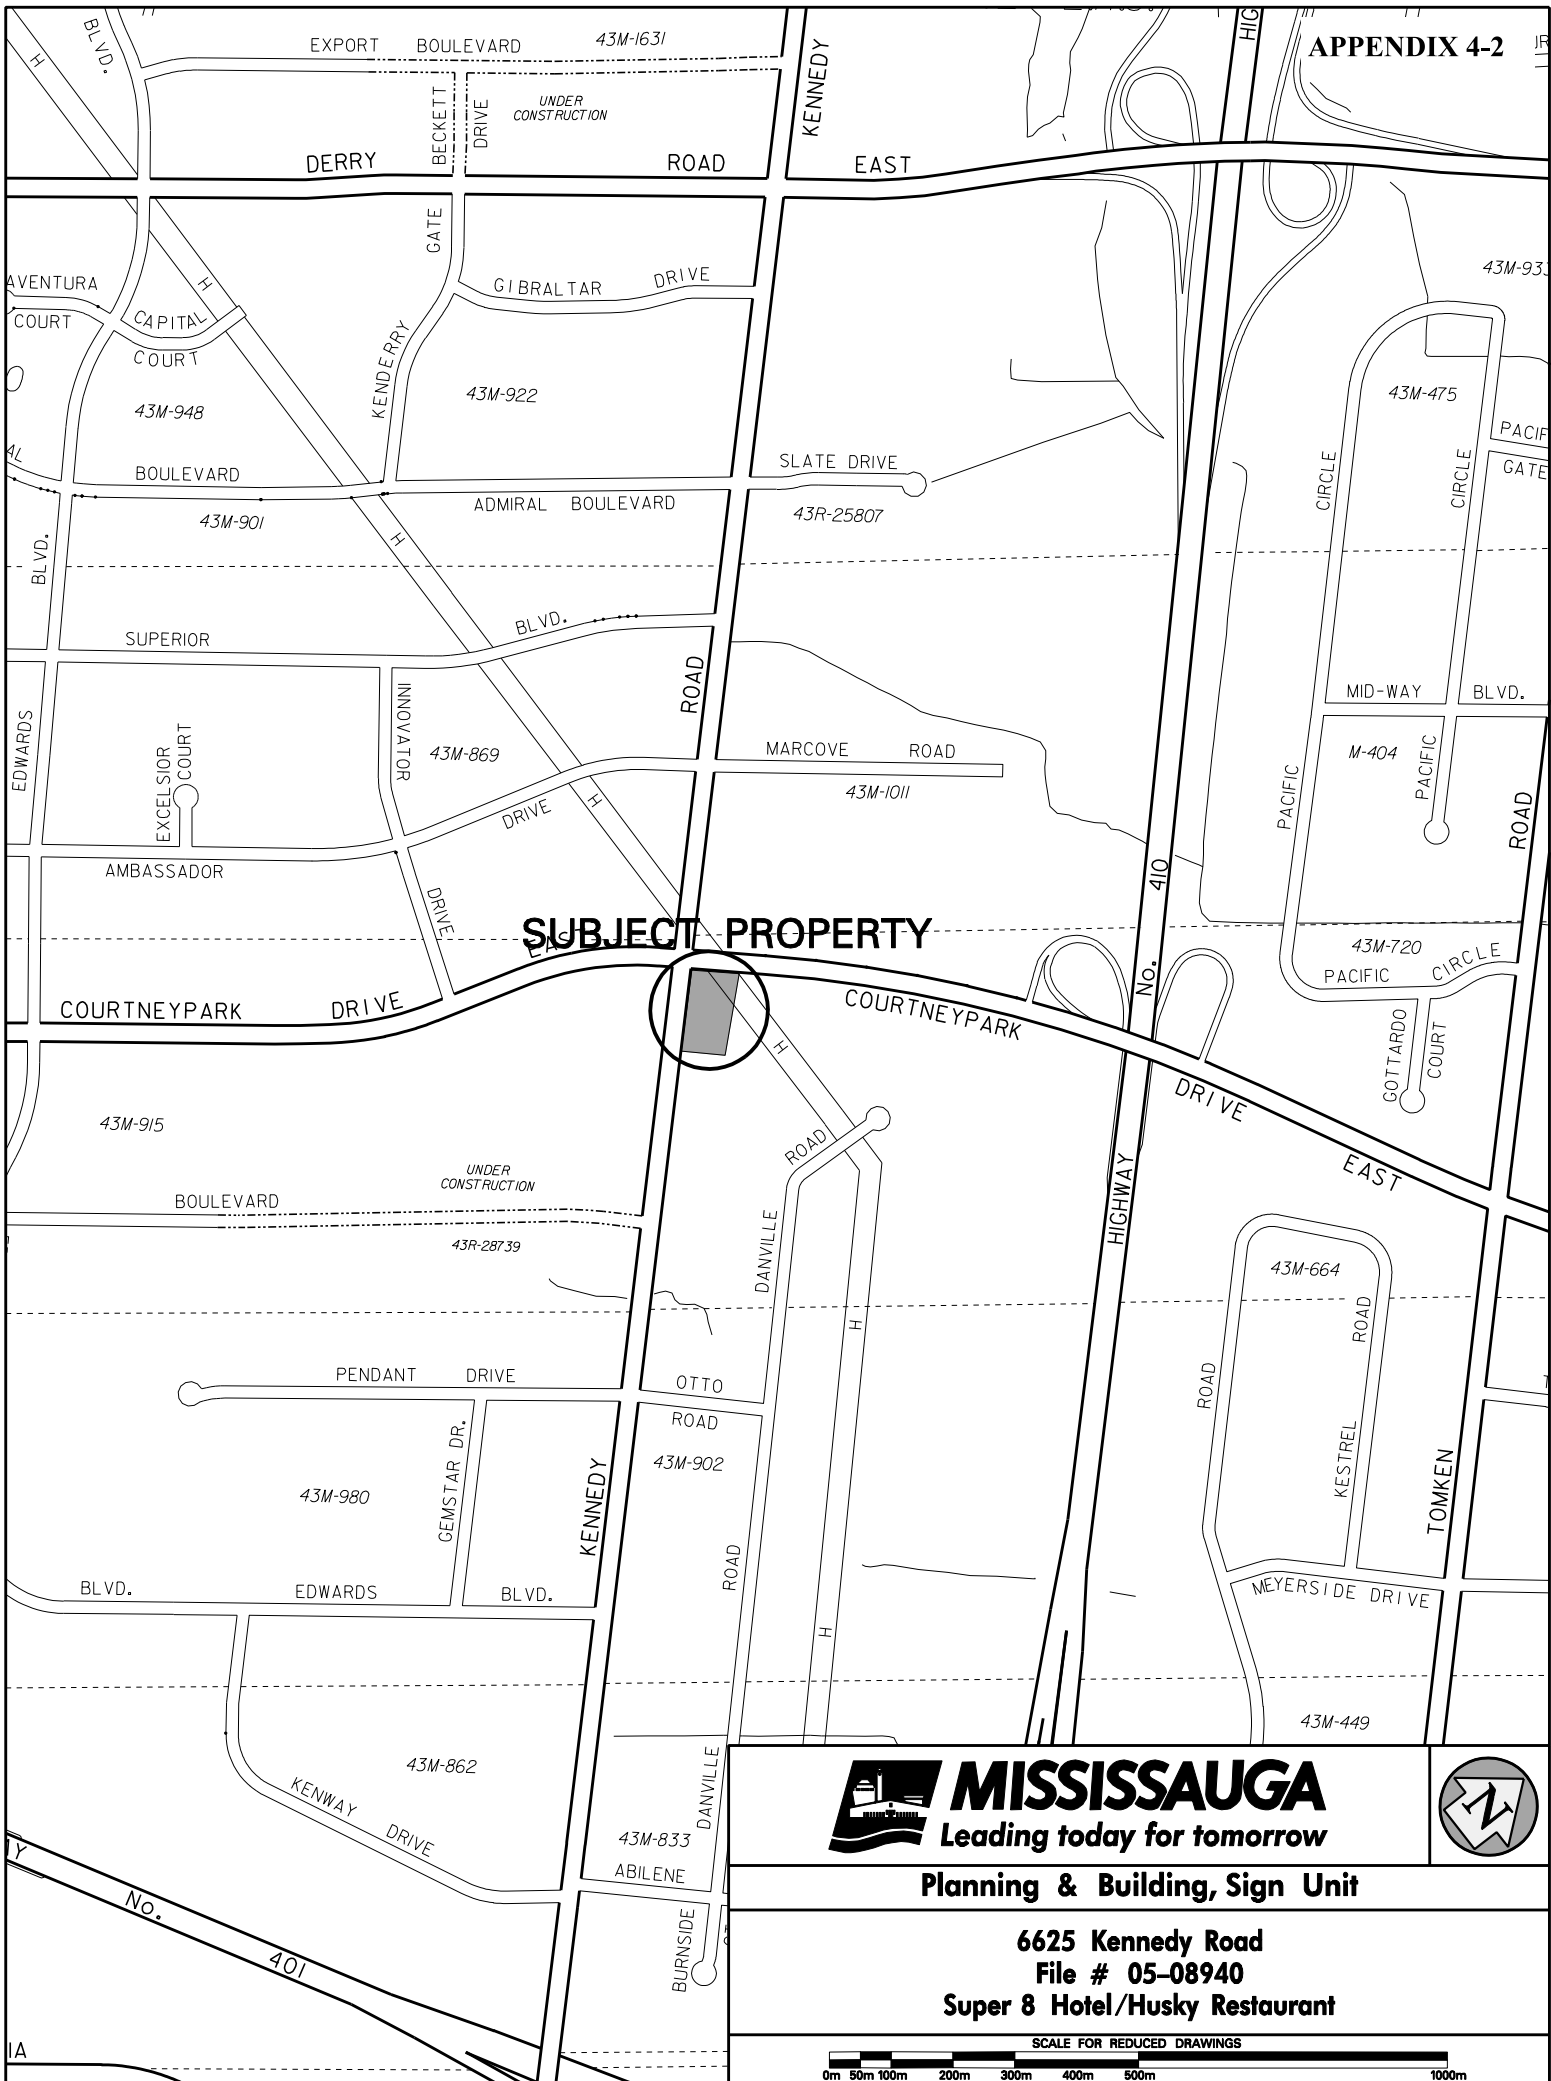 BLVD.
EXPORT BOULEVARD
43M-1631
KENNEDY
HIG
APPENDIX 4-2
H
BECKETT
DRIVE
UNDER
CONSTRUCTION
DERRY ROAD EAST
GATE
AVENTURA
COURT
CAPITAL
COURT
H
GIBRALTAR DRIVE
43M-933
KENDERRY
43M-948
43M-922
43M-475
PACIF
GATE
AL
BOULEVARD
SLATE DRIVE
CIRCLE
CIRCLE
ADMIRAL BOULEVARD
43M-901
43R-25807
BLVD.
H
SUPERIOR
BLVD.
ROAD
INNOVATOR
MID-WAY BLVD.
EDWARDS
EXCELSIOR
COURT
43M-869
MARCOVE ROAD
M-404
PACIFIC
PACIFIC
43M-1011
H
DRIVE
ROAD
AMBASSADOR
DRIVE
No. 410
SUBJECT PROPERTY
EAST
43M-720
PACIFIC CIRCLE
COURTNEYPARK DRIVE
COURTNEYPARK
GOTTARDO
COURT
H
DRIVE
43M-915
ROAD
EAST
UNDER
CONSTRUCTION
HIGHWAY
BOULEVARD
43R-28739
DANVILLE
43M-664
H
ROAD
ROAD
PENDANT DRIVE
OTTO
ROAD
GEMSTAR DR.
43M-902
KESTREL
TOMKEN
43M-980
KENNEDY
ROAD
BLVD.
EDWARDS
BLVD.
MEYERSIDE DRIVE
H
43M-449
43M-862
DANVILLE
KENWAY
DRIVE
43M-833
ABILENE
BURNSIDE
Y
No.
401
IA
MISSISSAUGA
Leading today for tomorrow
N
Planning & Building, Sign Unit
6625 Kennedy Road
File # 05-08940
Super 8 Hotel/Husky Restaurant
SCALE FOR REDUCED DRAWINGS
0m 50m 100m 200m 300m 400m 500m 1000m